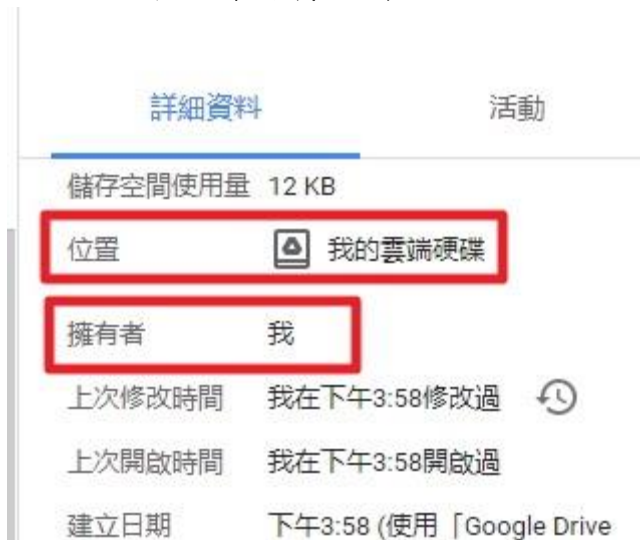 詳細資料 活動
儲存空間使用量 12 KB
位置 我的雲端硬碟
擁有者 我
上次修改時間 我在下午3:58修改過
上次開啟時間 我在下午3:58開啟過
建立日期 下午3:58 (使用「Google Drive